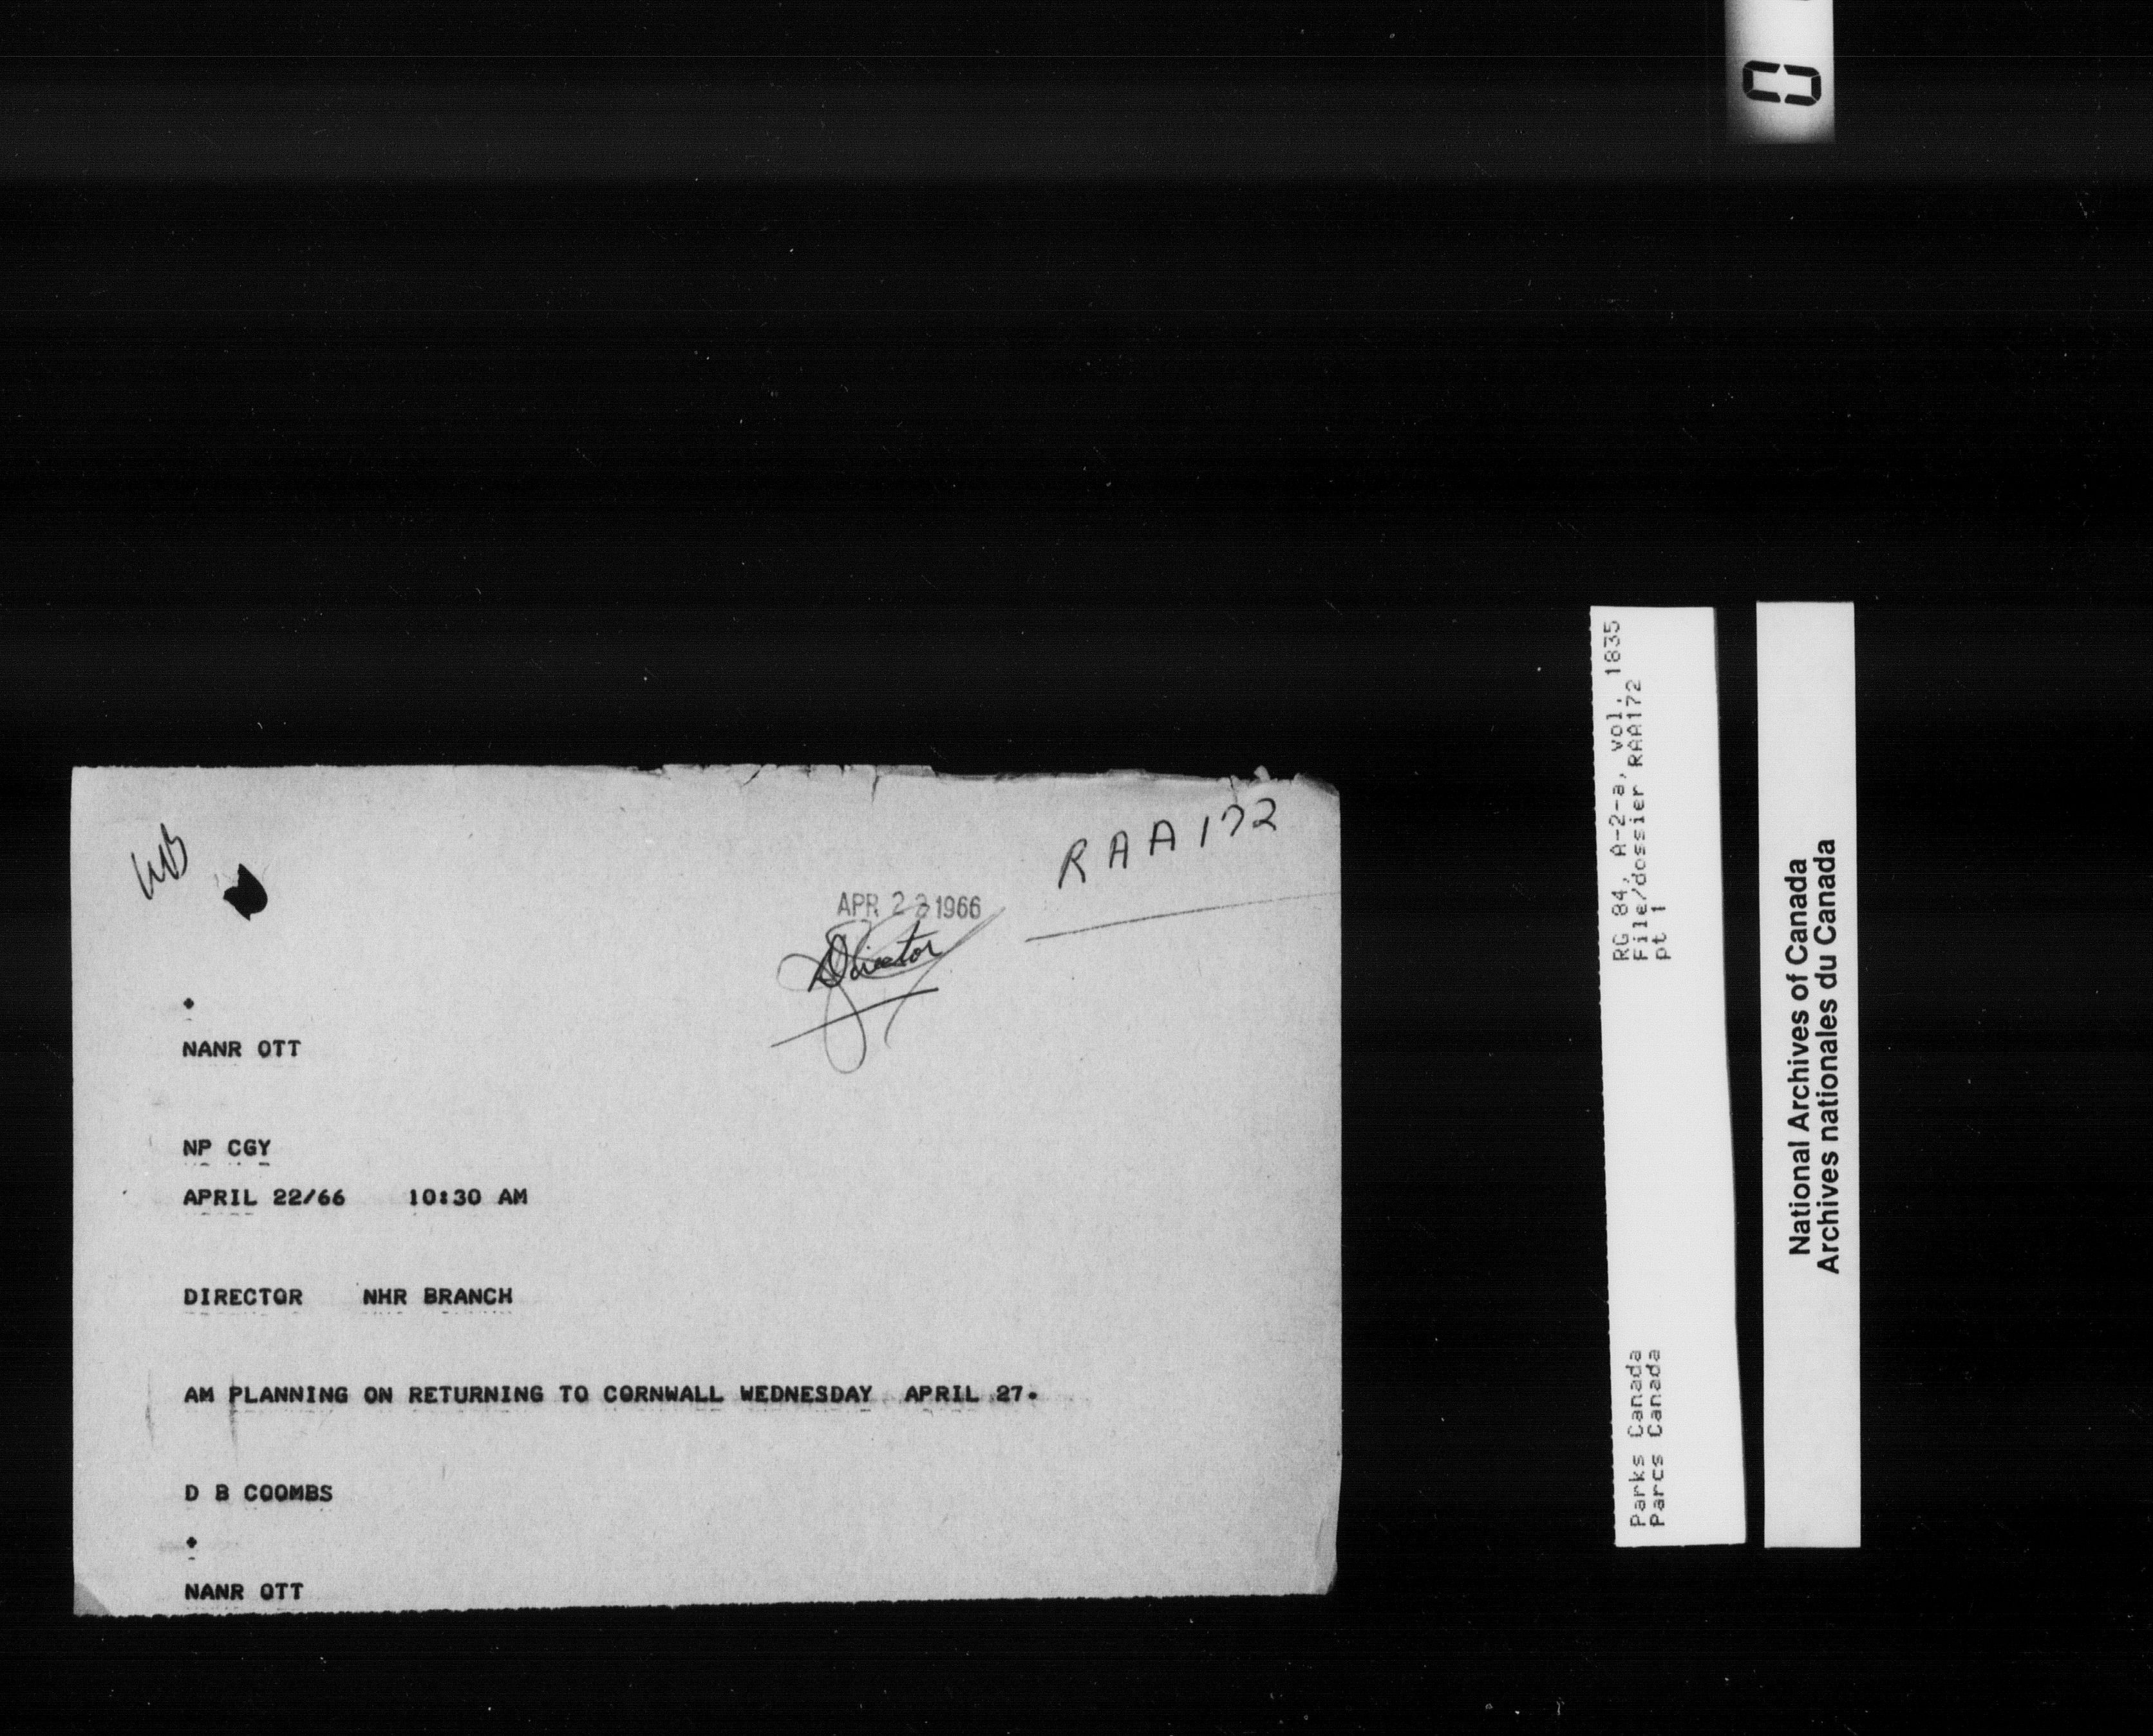 RAA172
APR 22 1966
Director
NANR OTT
NP CGY
APRIL 22/66 10:30 AM
DIRECTOR NHR BRANCH
AM PLANNING ON RETURNING TO CORNWALL WEDNESDAY APRIL 27.
D B COOMBS
NANR OTT
RG 84, A-2-a, vol. 1835
File/dossier RAA172
pt 1
Parks Canada
Parcs Canada
National Archives of Canada
Archives nationales du Canada